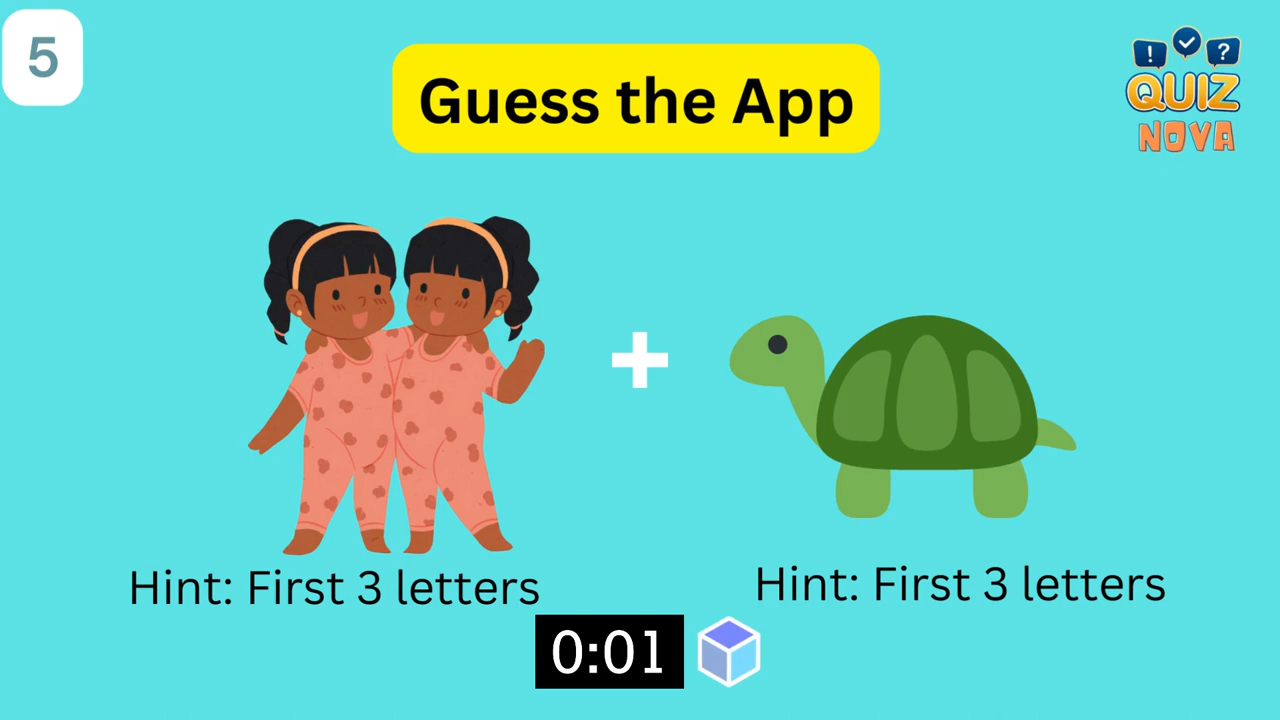 5
Guess the App
! ?
QUIZ
NOVA
Hint: First 3 letters
Hint: First 3 letters
0:01